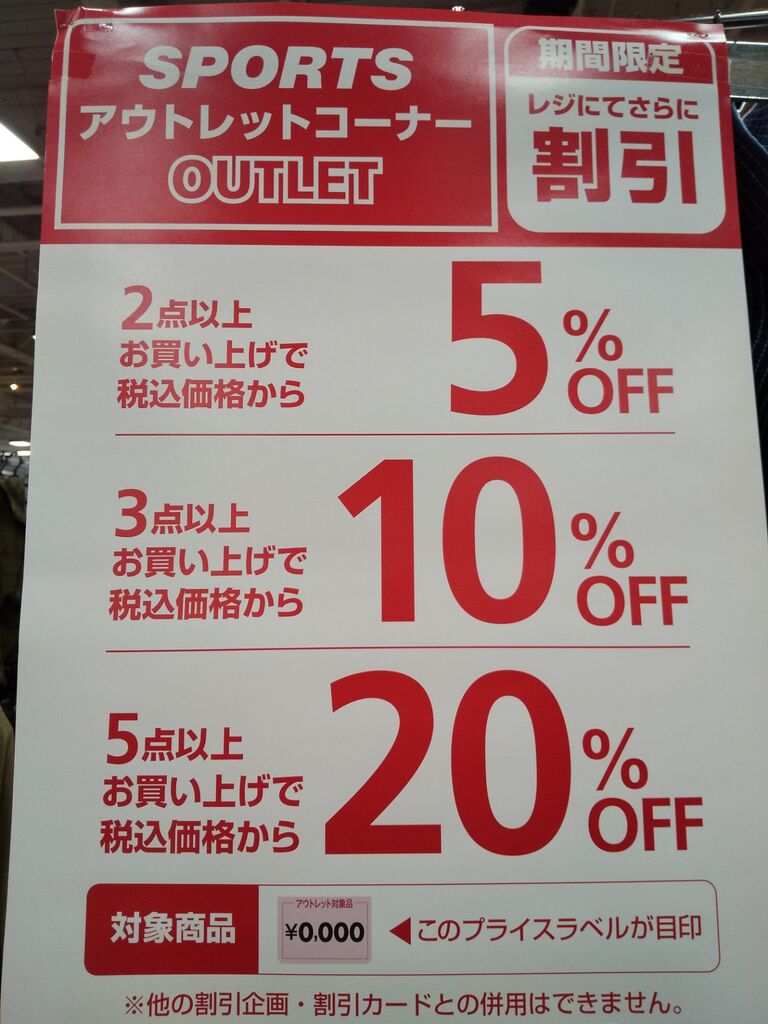 SPORTS
アウトレットコーナー
OUTLET
期間限定
レジにてさらに
割引
2点以上
お買い上げで
税込価格から
5%OFF
3点以上
お買い上げで
税込価格から
10%OFF
5点以上
お買い上げで
税込価格から
20%OFF
対象商品
アウトレット対象品
¥0,000
◀このプライスラベルが目印
※他の割引企画・割引カードとの併用はできません。